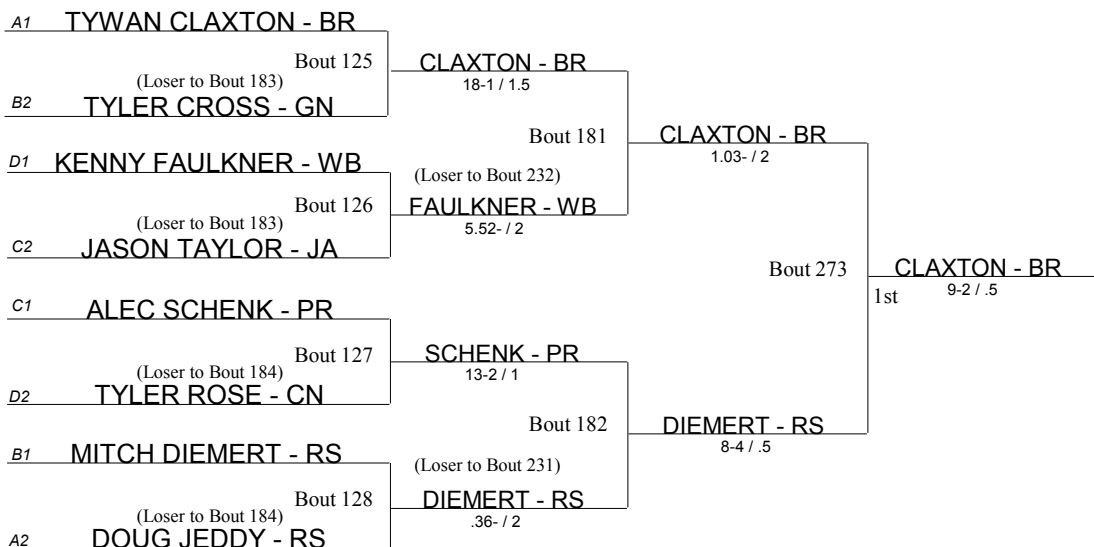 A1 TYWAN CLAXTON - BR
Bout 125
(Loser to Bout 183)
B2 TYLER CROSS - GN
CLAXTON - BR
18-1 / 1.5
D1 KENNY FAULKNER - WB
Bout 126
(Loser to Bout 183)
C2 JASON TAYLOR - JA
FAULKNER - WB
5.52- / 2
Bout 181
(Loser to Bout 232)
CLAXTON - BR
1.03- / 2
C1 ALEC SCHENK - PR
Bout 127
(Loser to Bout 184)
D2 TYLER ROSE - CN
SCHENK - PR
13-2 / 1
B1 MITCH DIEMERT - RS
Bout 128
(Loser to Bout 184)
A2 DOUG JEDDY - RS
DIEMERT - RS
.36- / 2
Bout 182
(Loser to Bout 231)
DIEMERT - RS
8-4 / .5
Bout 273
CLAXTON - BR
1st 9-2 / .5